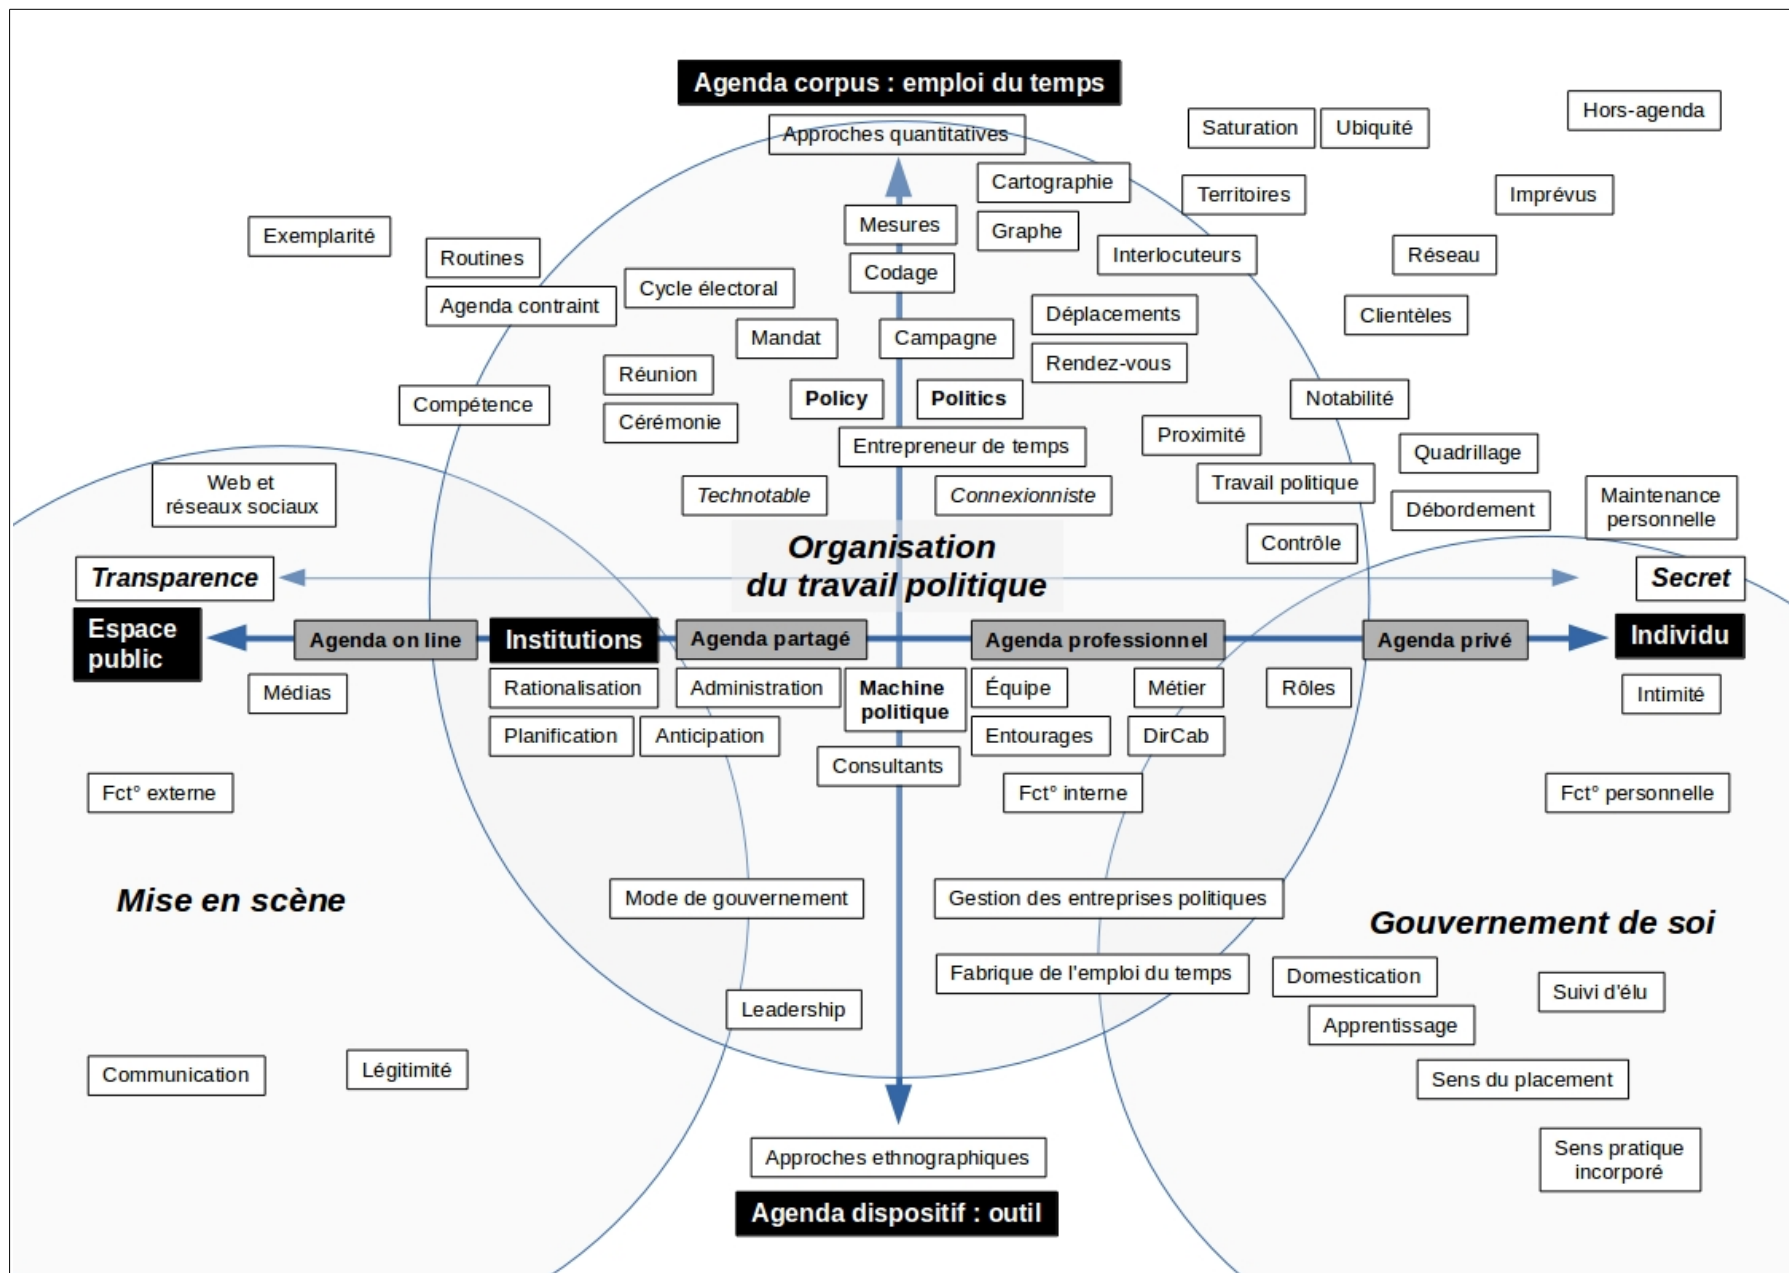 Agenda corpus : emploi du temps
Approches quantitatives
Hors-agenda
Saturation
Ubiquité
Cartographie
Territoires
Imprévus
Mesures
Graphe
Exemplarité
Routines
Interlocuteurs
Réseau
Codage
Cycle électoral
Agenda contraint
Déplacements
Clientèles
Mandat
Campagne
Rendez-vous
Réunion
Policy
Politics
Notabilité
Compétence
Cérémonie
Entrepreneur de temps
Proximité
Quadrillage
Web et
réseaux sociaux
Technotable
Connexionniste
Travail politique
Débordement
Maintenance
personnelle
Contrôle
Organisation
du travail politique
Transparence
Secret
Espace
public
Agenda on line
Institutions
Agenda partagé
Agenda professionnel
Agenda privé
Individu
Médias
Rationalisation
Administration
Machine
politique
Équipe
Métier
Rôles
Intimité
Planification
Anticipation
Entourages
DirCab
Consultants
Fct° externe
Fct° interne
Fct° personnelle
Mise en scène
Mode de gouvernement
Gestion des entreprises politiques
Gouvernement de soi
Fabrique de l'emploi du temps
Domestication
Suivi d'élu
Leadership
Apprentissage
Communication
Légitimité
Sens du placement
Approches ethnographiques
Sens pratique
incorporé
Agenda dispositif : outil